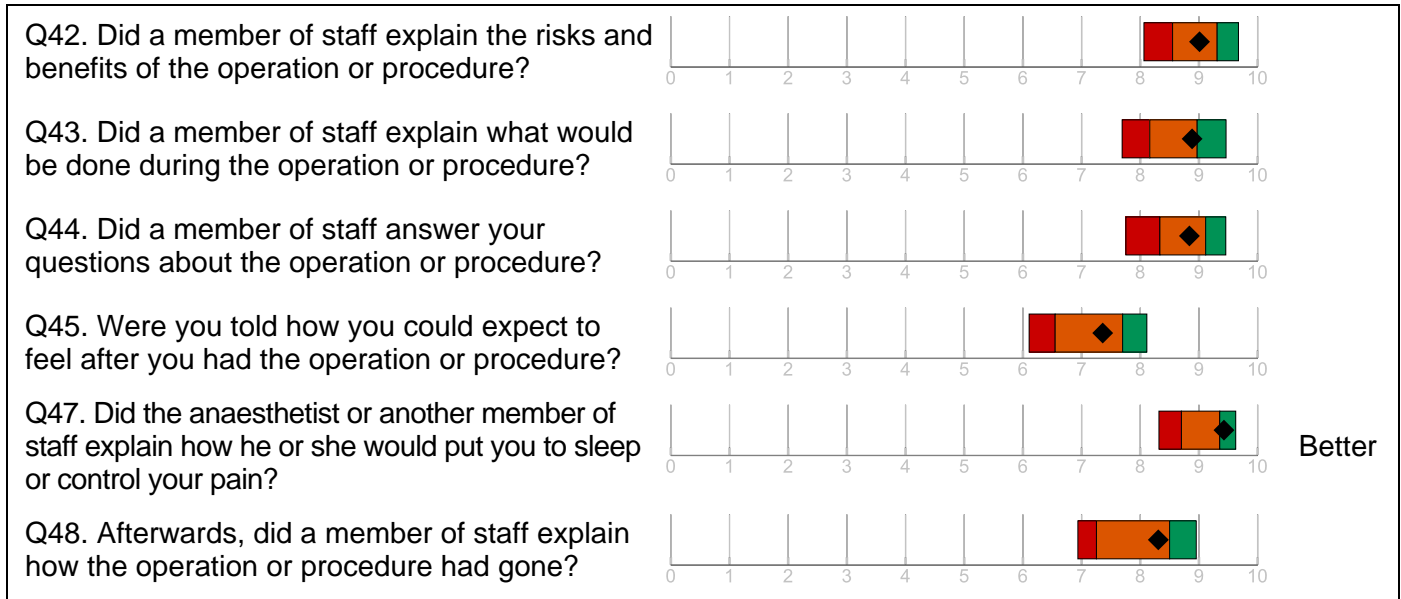 Q42. Did a member of staff explain the risks and
benefits of the operation or procedure?
0 1 2 3 4 5 6 7 8 9 10
Q43. Did a member of staff explain what would
be done during the operation or procedure?
0 1 2 3 4 5 6 7 8 9 10
Q44. Did a member of staff answer your
questions about the operation or procedure?
0 1 2 3 4 5 6 7 8 9 10
Q45. Were you told how you could expect to
feel after you had the operation or procedure?
0 1 2 3 4 5 6 7 8 9 10
Q47. Did the anaesthetist or another member of
staff explain how he or she would put you to sleep
or control your pain?
0 1 2 3 4 5 6 7 8 9 10
Better
Q48. Afterwards, did a member of staff explain
how the operation or procedure had gone?
0 1 2 3 4 5 6 7 8 9 10